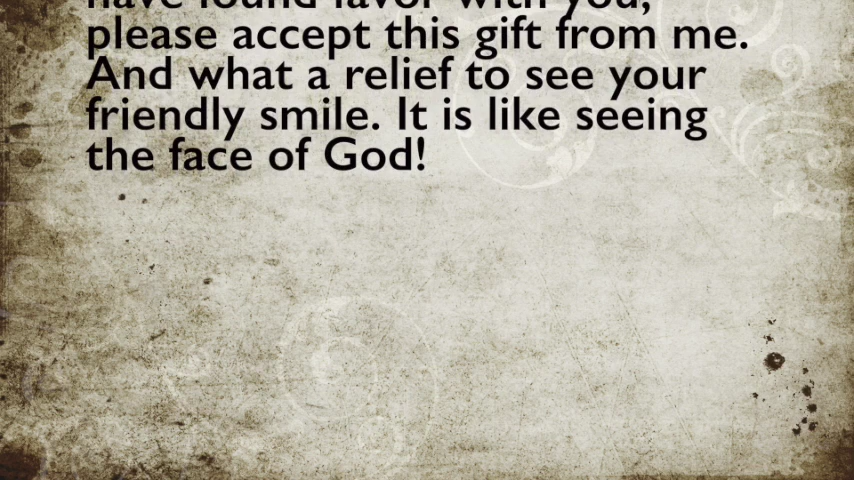 have found favor with you,
please accept this gift from me.
And what a relief to see your
friendly smile. It is like seeing
the face of God!